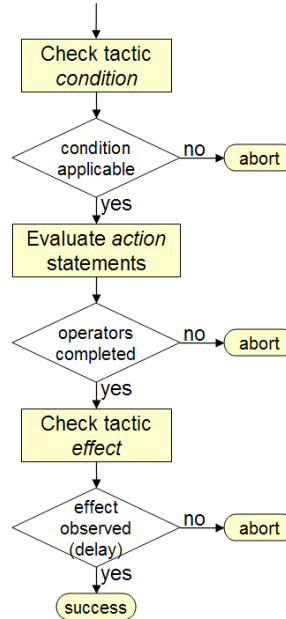 Check tactic
condition
condition
applicable
no
abort
yes
Evaluate action
statements
operators
completed
no
abort
yes
Check tactic
effect
effect
observed
(delay)
no
abort
yes
success